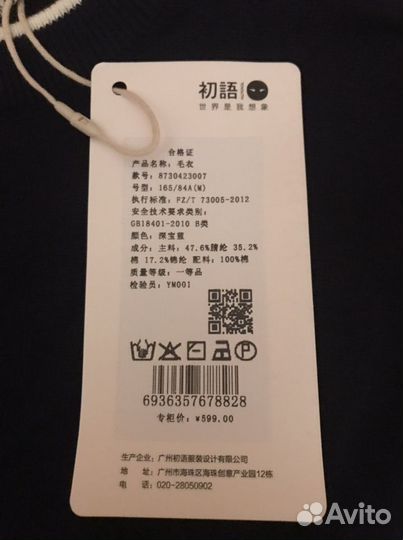 初語
世界是我想象
合格证
产品名称: 毛衣
款号: 8730423007
号型: 165/84A(M)
执行标准: FZ/T 73005-2012
安全技术要求类别:
GB18401-2010 B类
颜色: 深宝蓝
成分: 主料: 47.6%腈纶 35.2%
棉 17.2%锦纶 配料: 100%棉
质量等级: 一等品
检验员: YM001
6936357678828
专柜价: ¥599.00
生产企业: 广州初语服装设计有限公司
地 址: 广州市海珠区海珠创意产业园12栋
电 话: 020-28050902
Avito